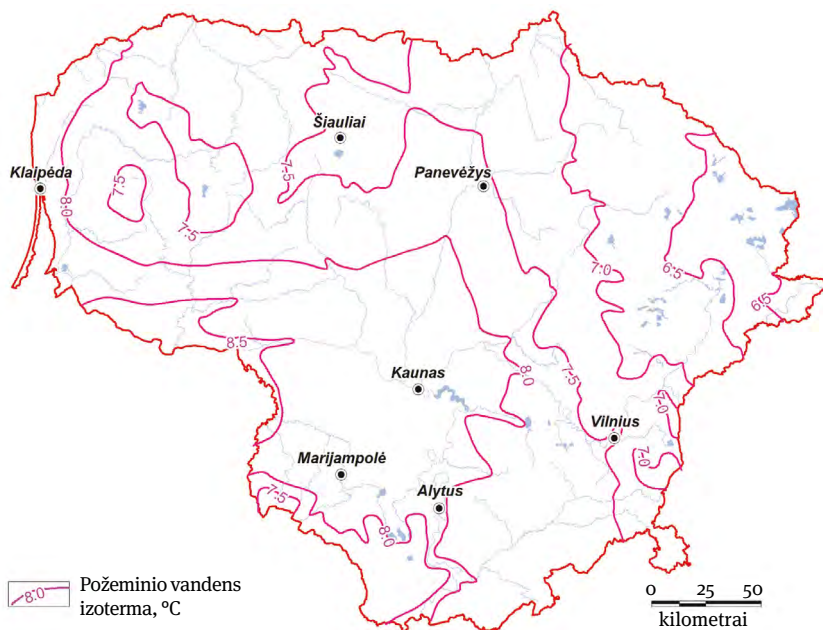 Šiauliai
Klaipėda
Panevėžys
7.5
7.5
8.0
7.5
7.0
6.5
6.5
8.5
Kaunas
8.0
7.5
7.0
Vilnius
7.0
Marijampolė
7.5
Alytus
8.0
8.0
Požeminio vandens
izoterma, °C
0 25 50
kilometrai